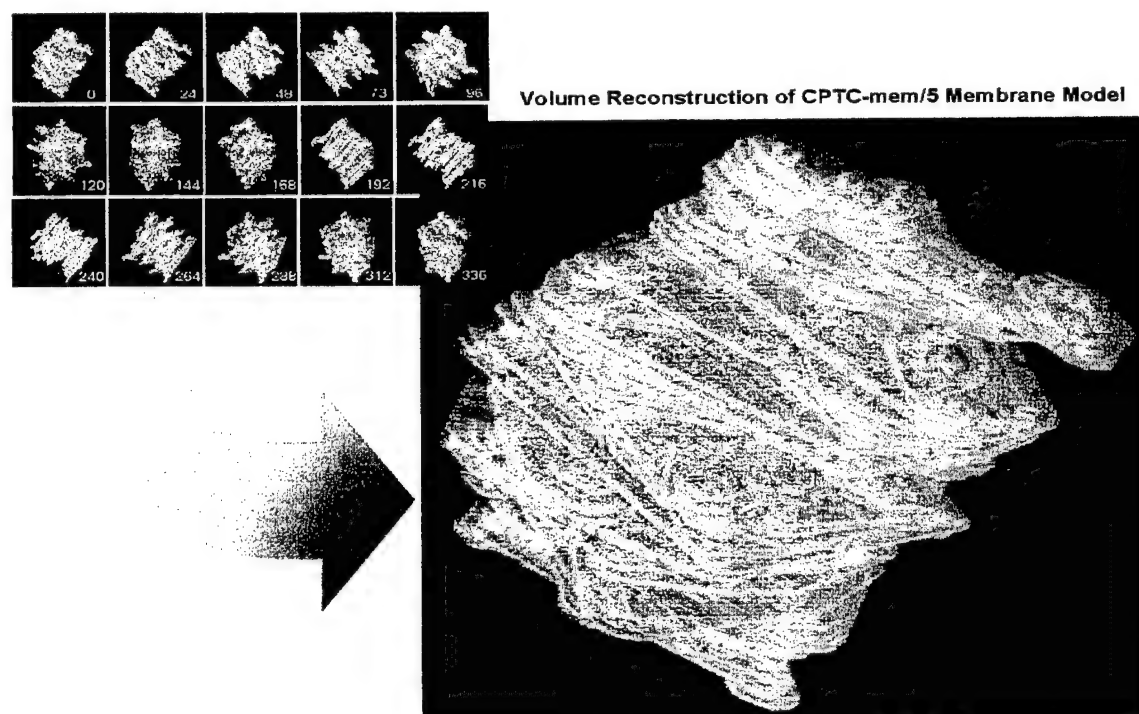 0 24 48 73 96
Volume Reconstruction of CPTC-mem/5 Membrane Model
120 144 168 192 216
240 264 288 312 336